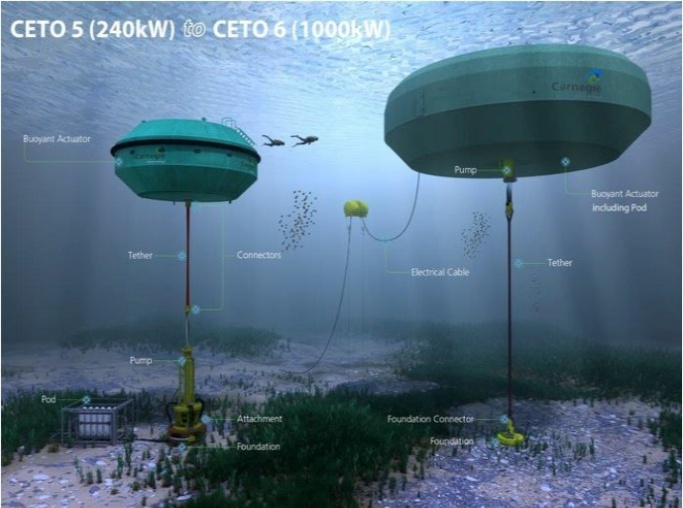 CETO 5 (240kW) to CETO 6 (1000kW)
Carnegie
Buoyant Actuator
Carnegie
Pump
Buoyant Actuator
including Pod
Tether
Connectors
Electrical Cable
Tether
Pump
Pod
Attachment
Foundation
Foundation Connector
Foundation